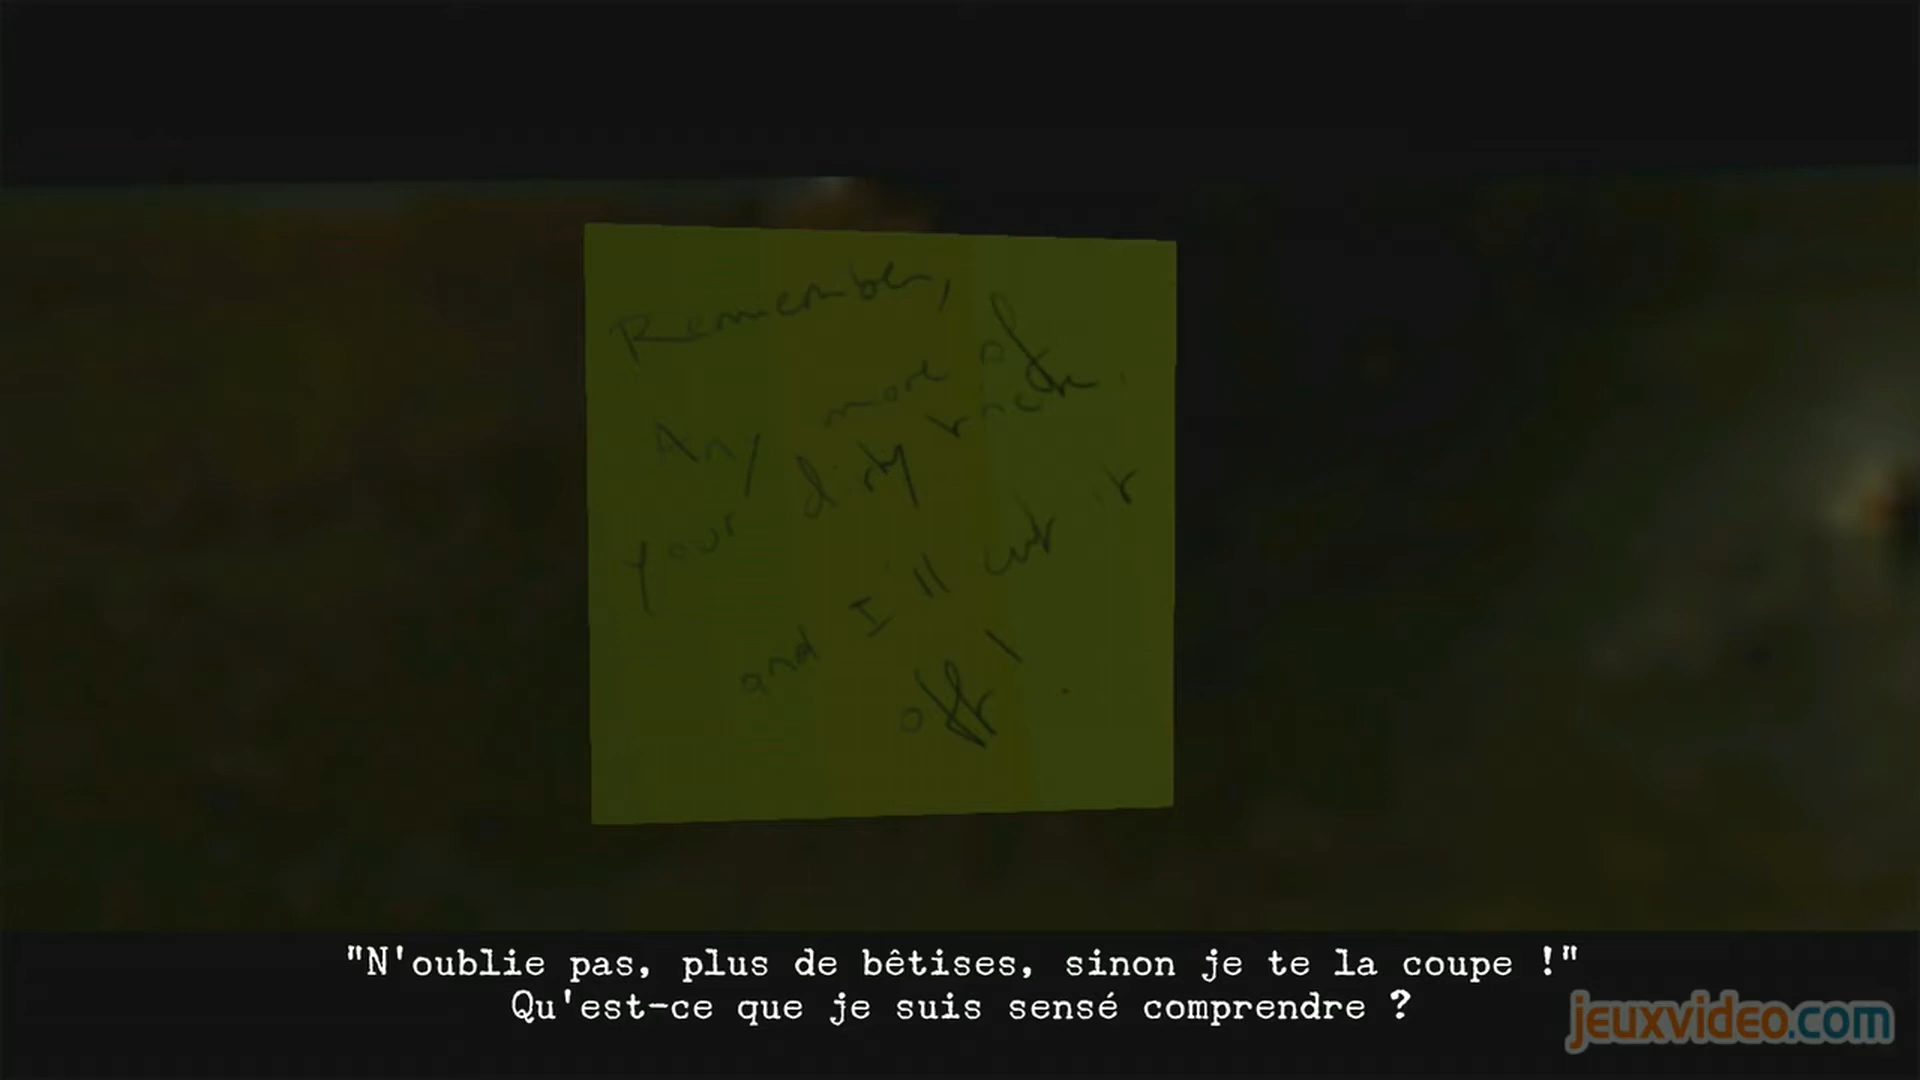 Remember,
Any more of
your dirty tricks
and I'll cut it
off !
"N'oublie pas, plus de bêtises, sinon je te la coupe !"
Qu'est-ce que je suis sensé comprendre ?
jeuxvideo.com